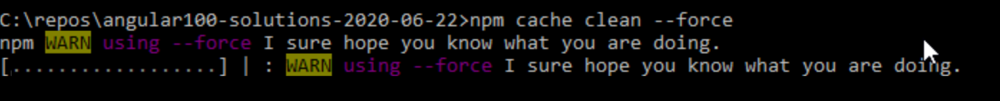 C:\repos\angular100-solutions-2020-06-22>npm cache clean --force
npm WARN using --force I sure hope you know what you are doing.
[..................] | : WARN using --force I sure hope you know what you are doing.